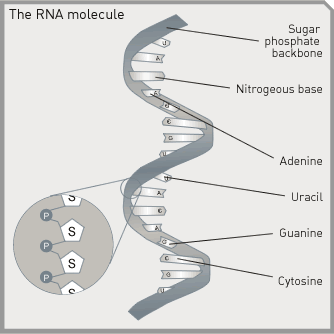 The RNA molecule
Sugar
phosphate
backbone
Nitrogeous base
Adenine
Uracil
Guanine
Cytosine
U
A
A
C
G
U
A
C
A
G
C
G
U
S
P
S
P
S
P
S